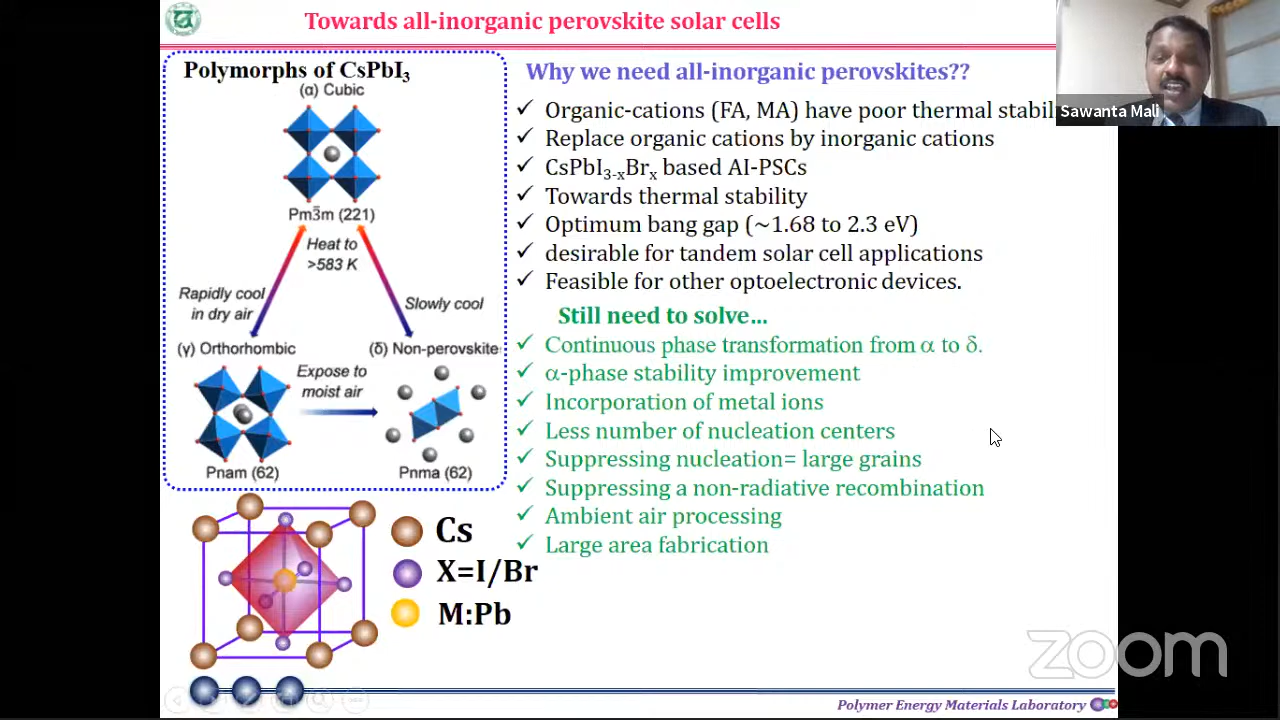 Towards all-inorganic perovskite solar cells
Polymorphs of CsPbI3
(α) Cubic
Pm3̅m (221)
Heat to
>583 K
Rapidly cool
in dry air
Slowly cool
(γ) Orthorhombic
(δ) Non-perovskite
Expose to
moist air
Pnam (62)
Pnma (62)
Cs
X=I/Br
M:Pb
Why we need all-inorganic perovskites??
✓ Organic-cations (FA, MA) have poor thermal stabil
✓ Replace organic cations by inorganic cations
✓ CsPbI3-xBrx based AI-PSCs
✓ Towards thermal stability
✓ Optimum bang gap (~1.68 to 2.3 eV)
✓ desirable for tandem solar cell applications
✓ Feasible for other optoelectronic devices.
Still need to solve...
✓ Continuous phase transformation from α to δ.
✓ α-phase stability improvement
✓ Incorporation of metal ions
✓ Less number of nucleation centers
✓ Suppressing nucleation= large grains
✓ Suppressing a non-radiative recombination
✓ Ambient air processing
✓ Large area fabrication
Sawanta Mali
zoom
Polymer Energy Materials Laboratory